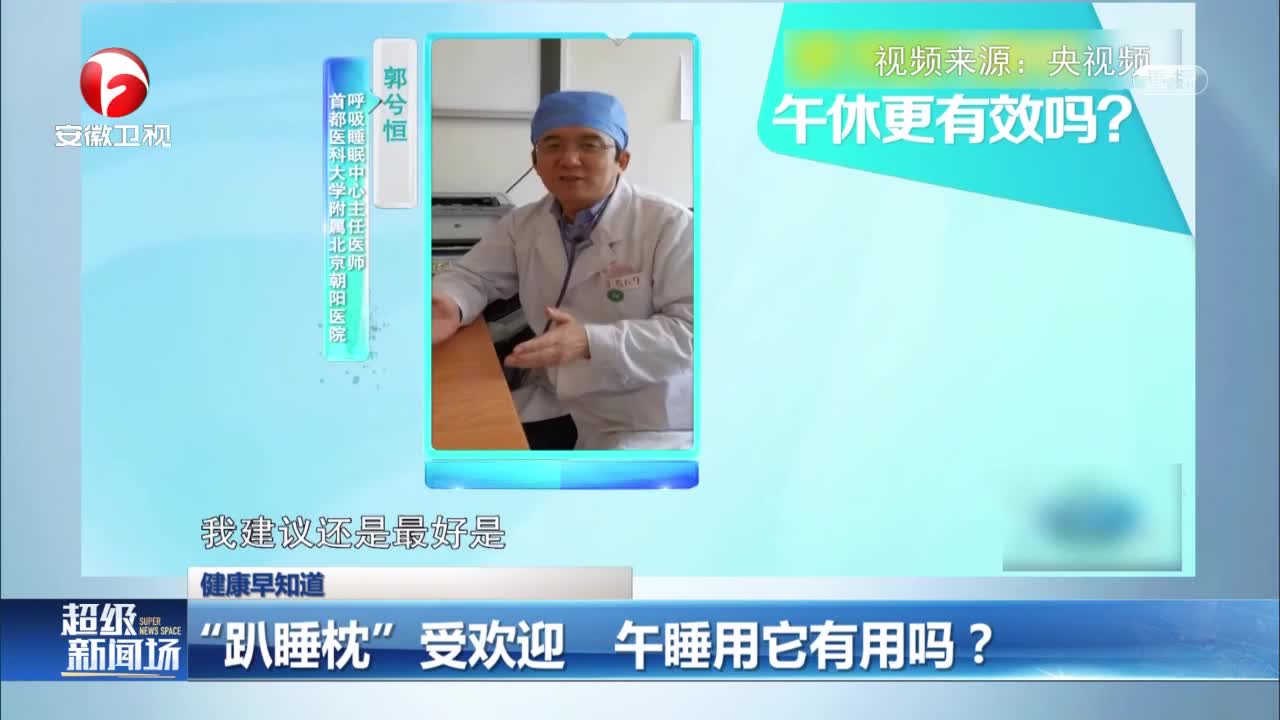 安徽卫视
视频来源：央视频
午休更有效吗？
郭兮恒
呼吸睡眠中心主任医师
首都医科大学附属北京朝阳医院
我建议还是最好是
健康早知道
超级新闻场
SUPER NEWS SPACE
“趴睡枕”受欢迎 午睡用它有用吗？